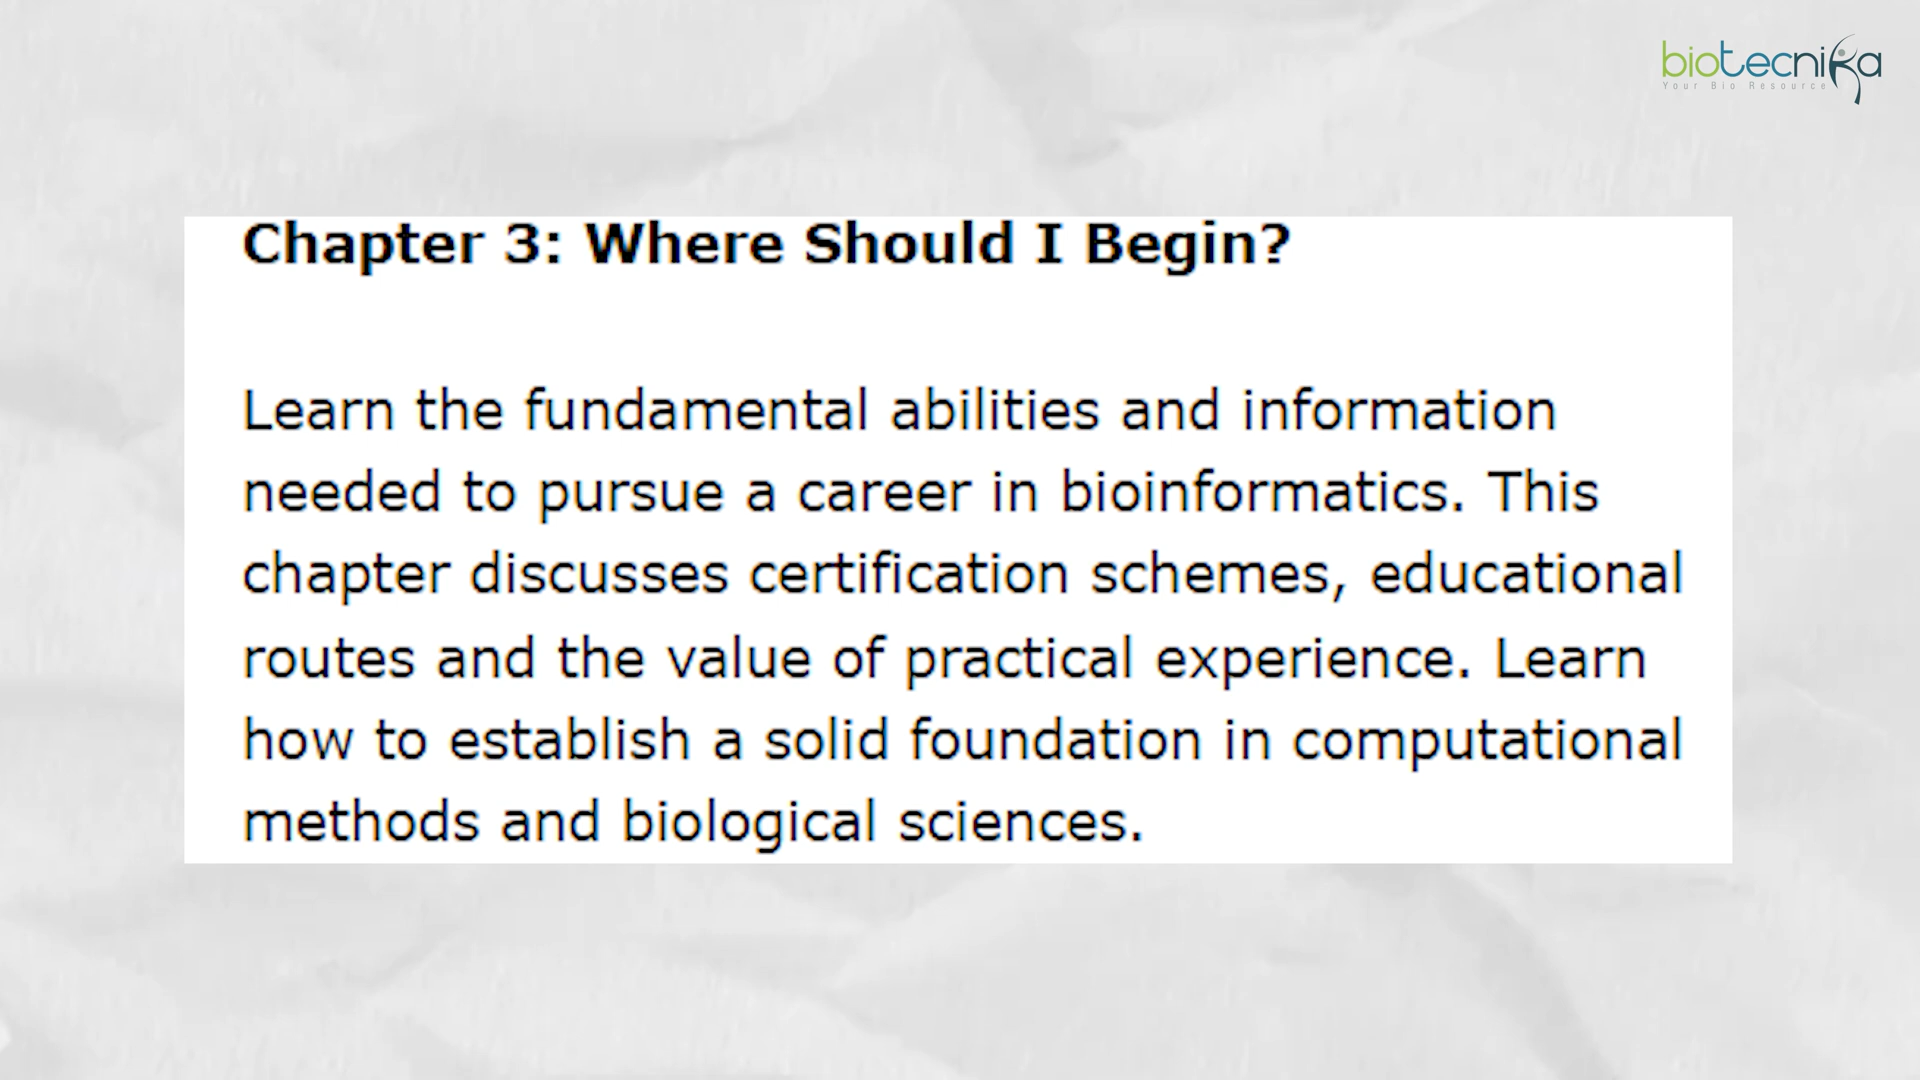 biotecnika
Your Bio Resource
Chapter 3: Where Should I Begin?
Learn the fundamental abilities and information
needed to pursue a career in bioinformatics. This
chapter discusses certification schemes, educational
routes and the value of practical experience. Learn
how to establish a solid foundation in computational
methods and biological sciences.